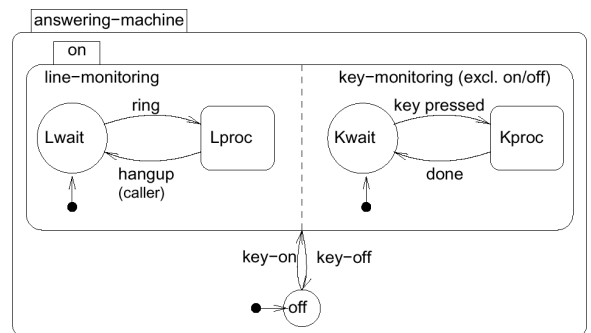 answering-machine
on
line-monitoring
key-monitoring (excl. on/off)
ring
key pressed
Lwait
Lproc
Kwait
Kproc
hangup
(caller)
done
key-on
key-off
off